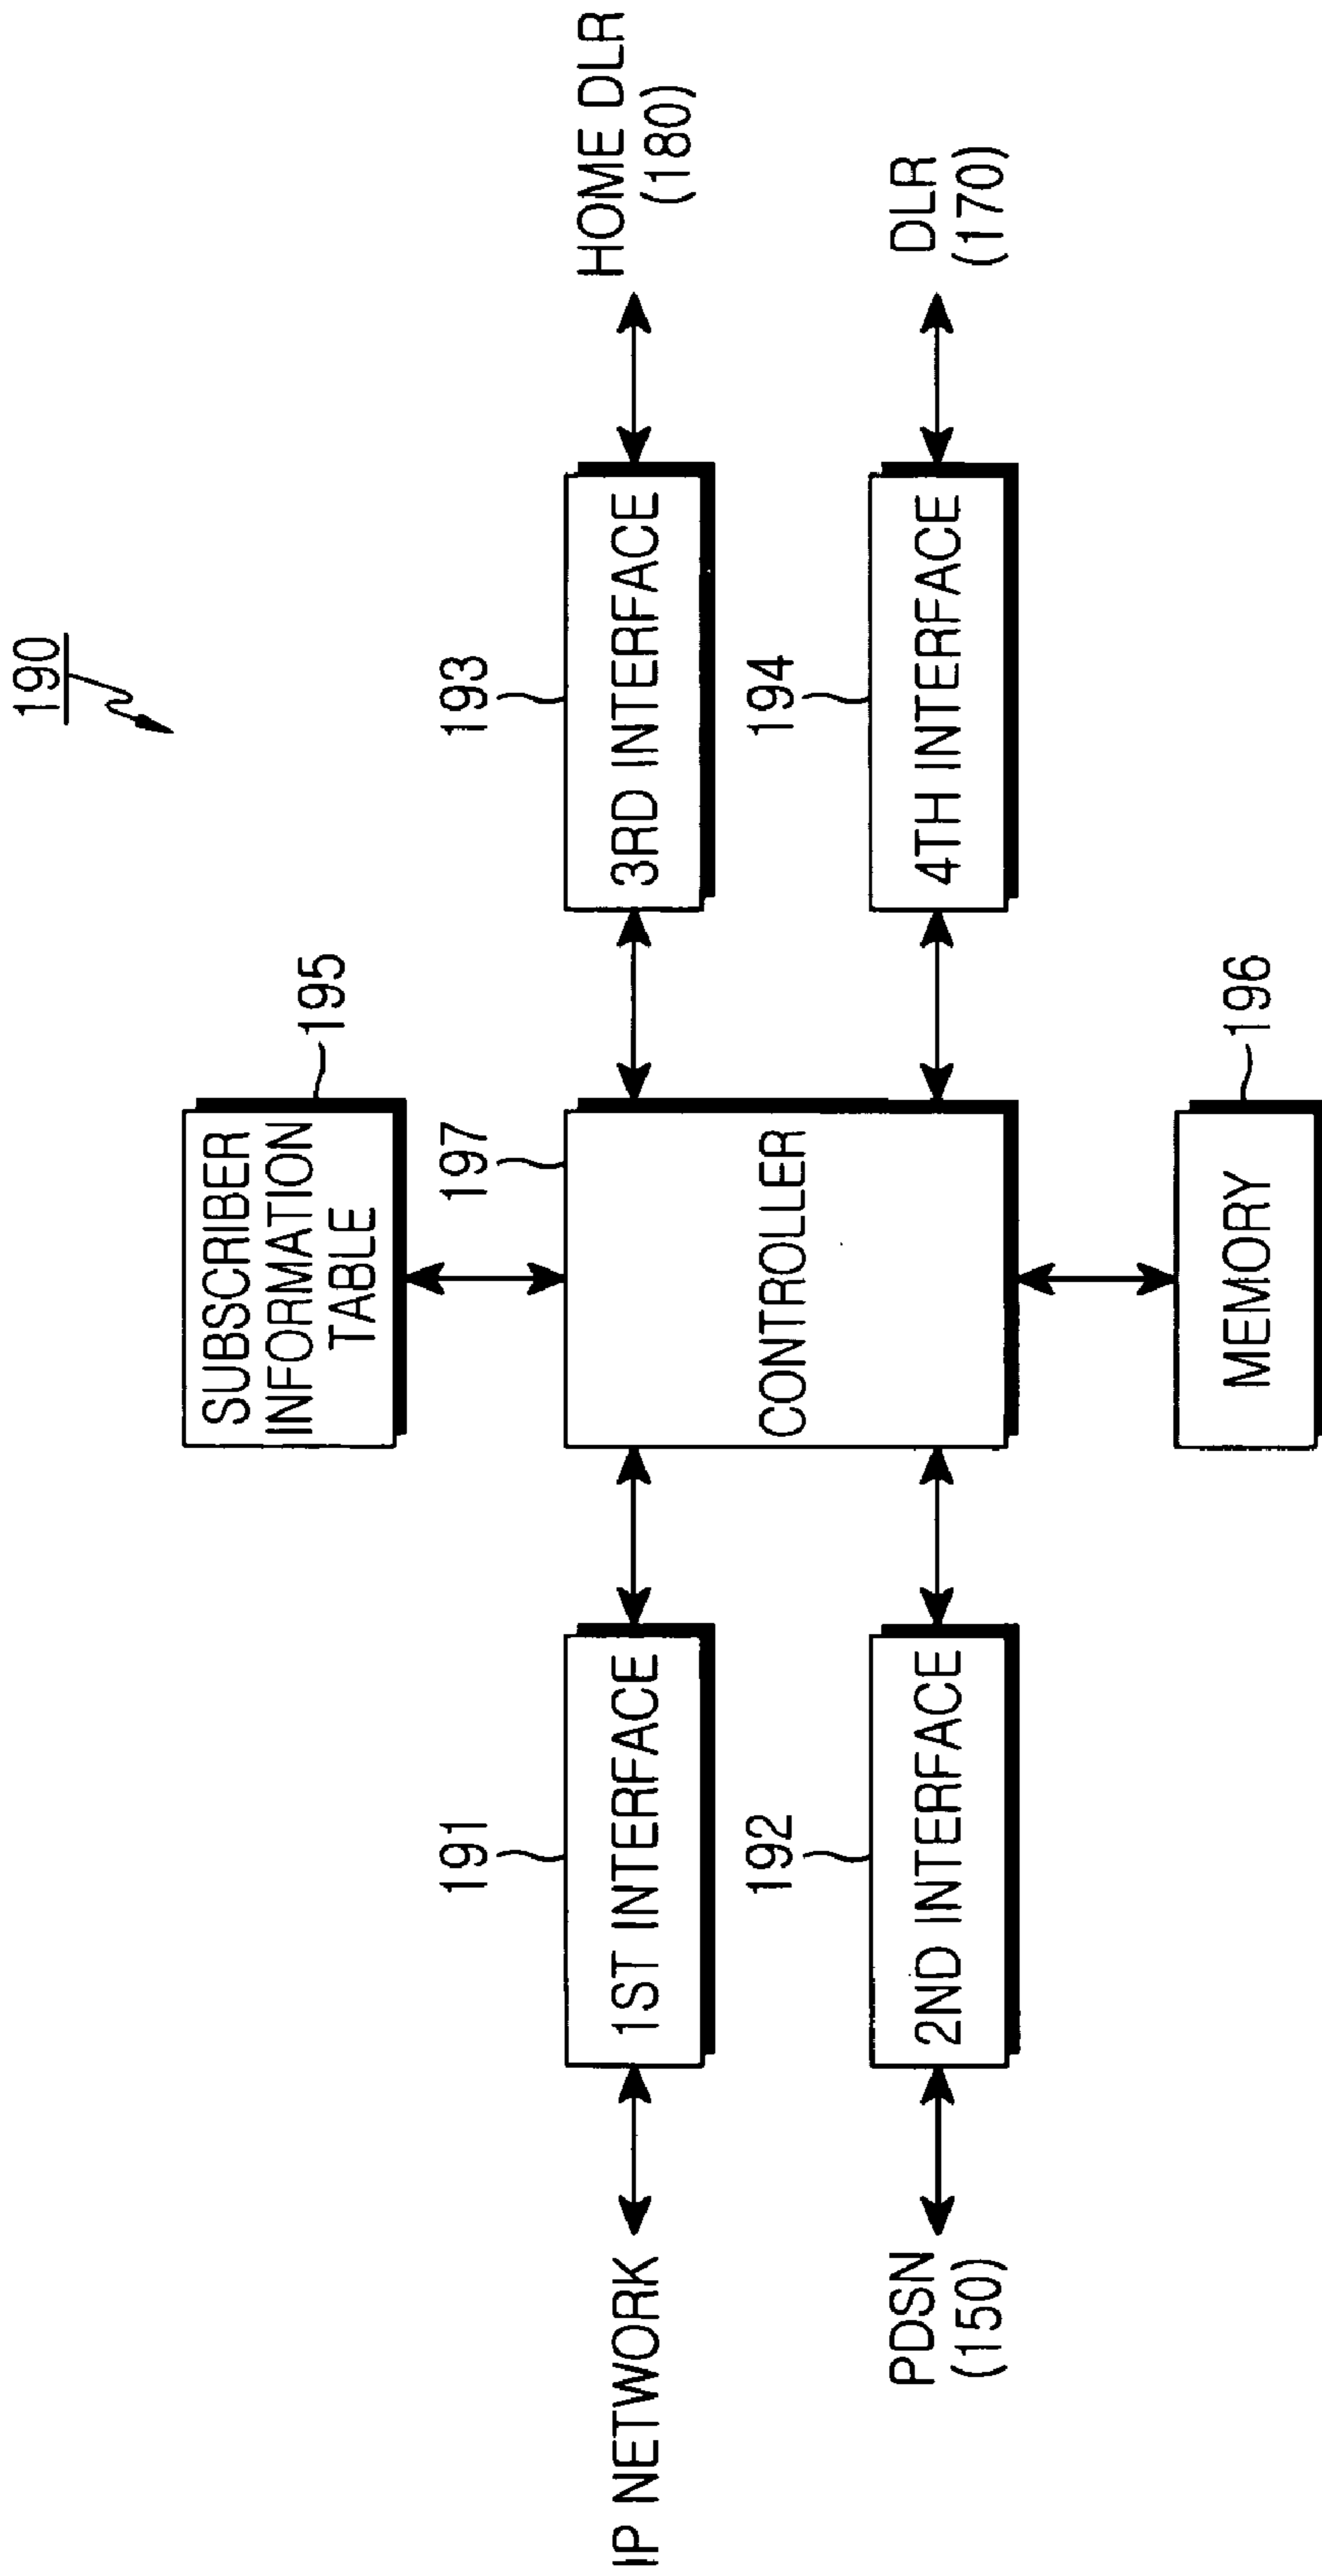 190
SUBSCRIBER
INFORMATION
TABLE
195
191
197
193
IP NETWORK
1ST INTERFACE
CONTROLLER
3RD INTERFACE
HOME DLR
(180)
192
194
PDSN
(150)
2ND INTERFACE
4TH INTERFACE
DLR
(170)
MEMORY
196